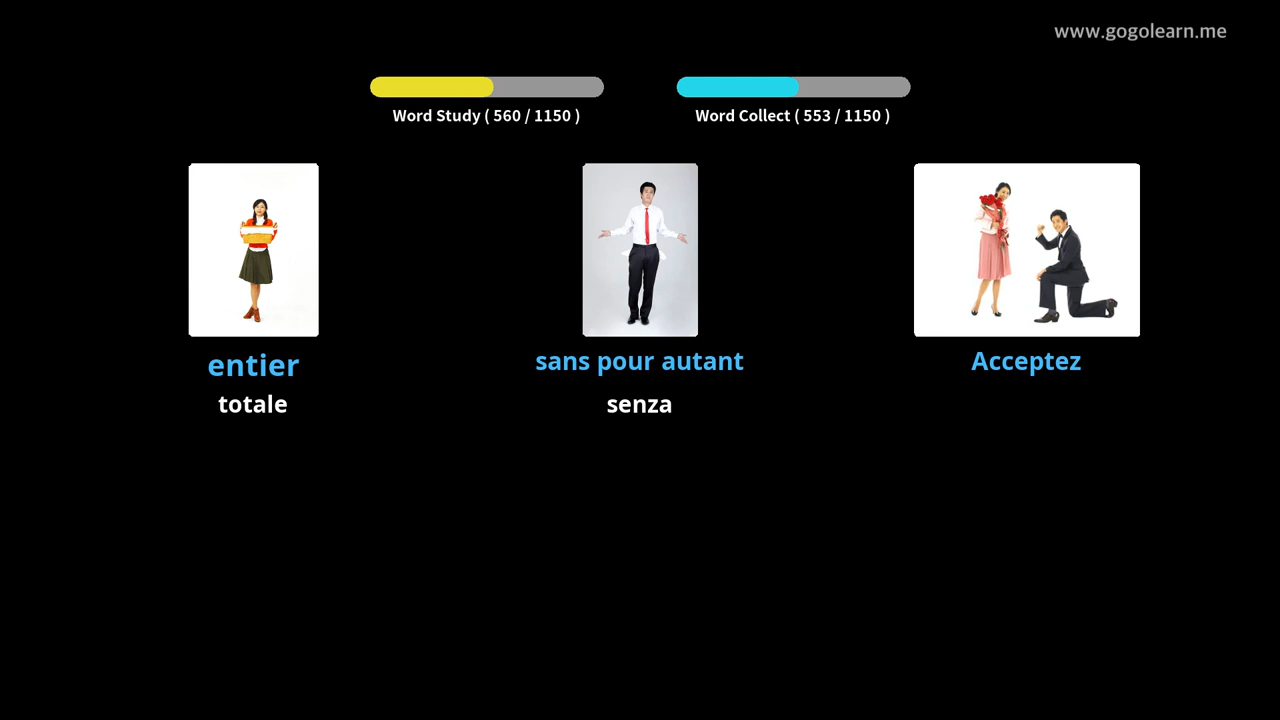 www.gogolearn.me
Word Study ( 560 / 1150 )
Word Collect ( 553 / 1150 )
entier
sans pour autant
Acceptez
totale
senza